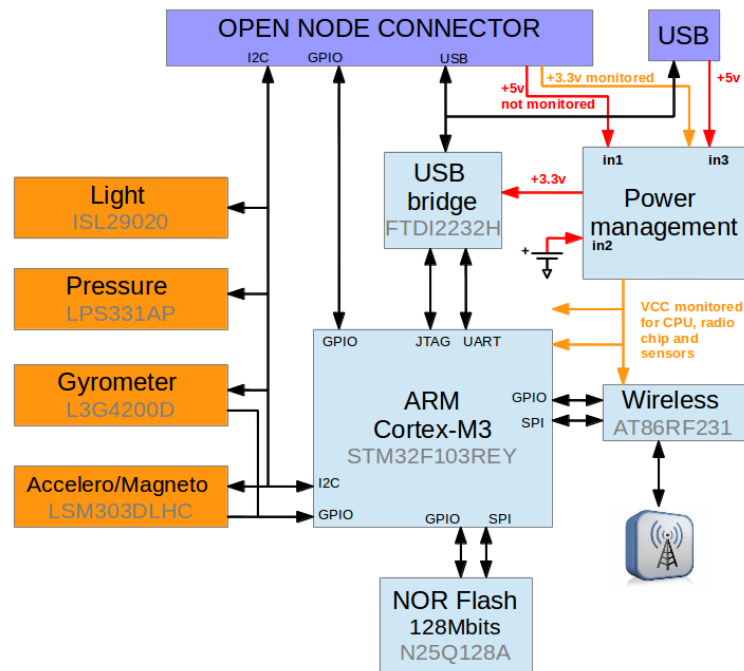 OPEN NODE CONNECTOR
I2C
GPIO
USB
USB
+5v
not monitored
+3.3v monitored
+5v
USB
bridge
FTDI2232H
+3.3v
in1
in3
Power
management
in2
+
Light
ISL29020
Pressure
LPS331AP
Gyrometer
L3G4200D
Accelero/Magneto
LSM303DLHC
VCC monitored
for CPU, radio
chip and
sensors
GPIO
JTAG
UART
ARM
Cortex-M3
STM32F103REY
GPIO
SPI
I2C
GPIO
GPIO
SPI
Wireless
AT86RF231
NOR Flash
128Mbits
N25Q128A